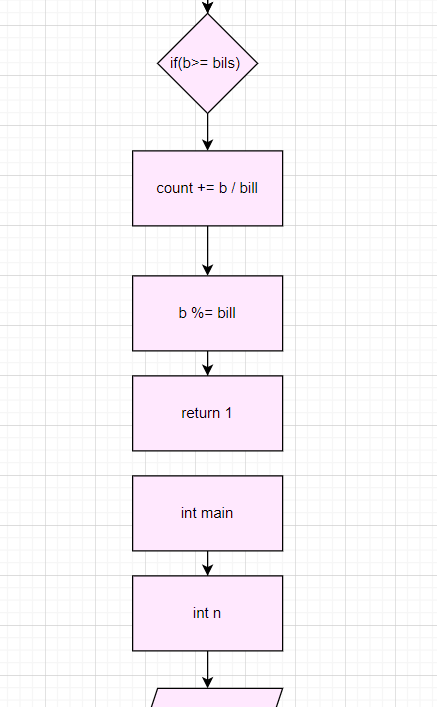 if(b>= bils)
count += b / bill
b %= bill
return 1
int main
int n